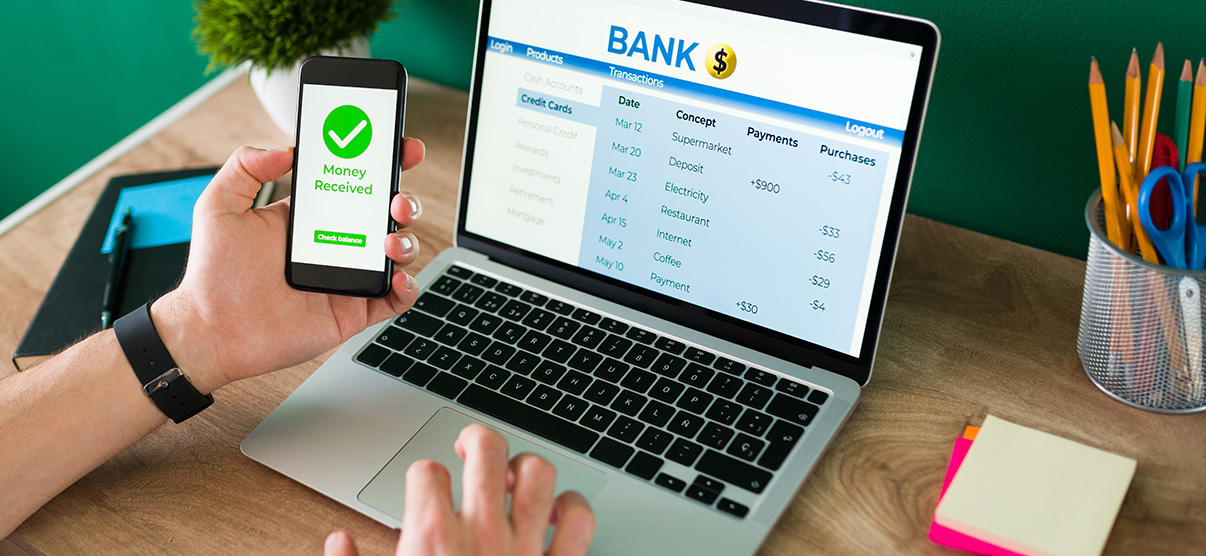 Money
Received
Check balance
BANK $
Login Products Transactions Logout
Cash Accounts
Credit Cards
Personal Credit
Rewards
Investments
Retirement
Mortgage
Date Concept Payments Purchases
Mar 12 Supermarket -$43
Mar 20 Deposit +$900
Mar 23 Electricity -$33
Apr 4 Restaurant -$56
Apr 15 Internet -$29
May 2 Coffee -$4
May 10 Payment +$30